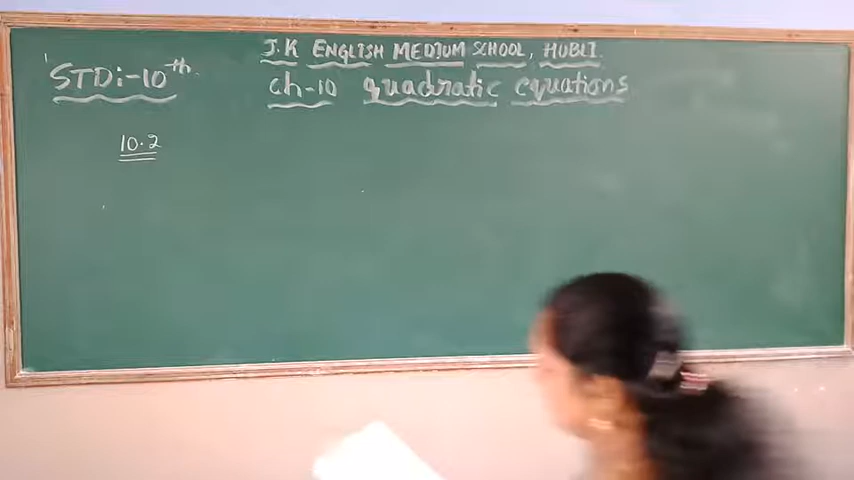 J.K ENGLISH MEDIUM SCHOOL, HUBLI
STD:-10th.
ch-10 quadratic equations
10.2